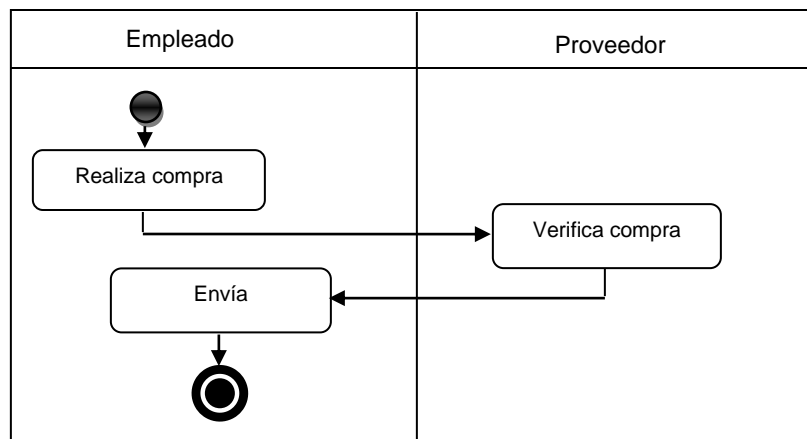 Empleado
Proveedor
Realiza compra
Verifica compra
Envía